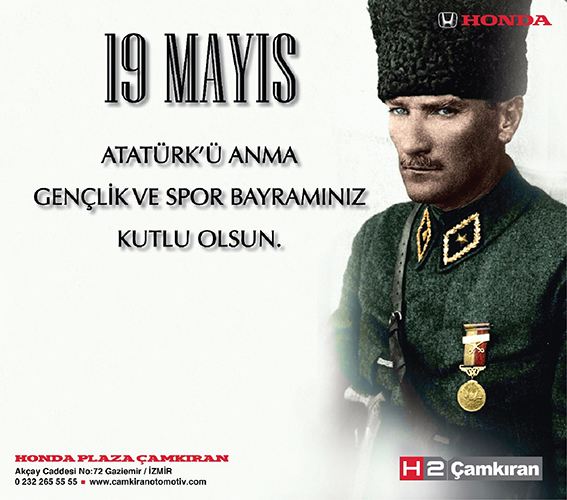 HONDA
19 MAYIS
ATATÜRK'Ü ANMA
GENÇLİK VE SPOR BAYRAMINIZ
KUTLU OLSUN.
HONDA PLAZA ÇAMKIRAN
Akçay Caddesi No:72 Gaziemir / İZMİR
0 232 265 55 55 ▪ www.camkiranotomotiv.com
H2 Çamkıran